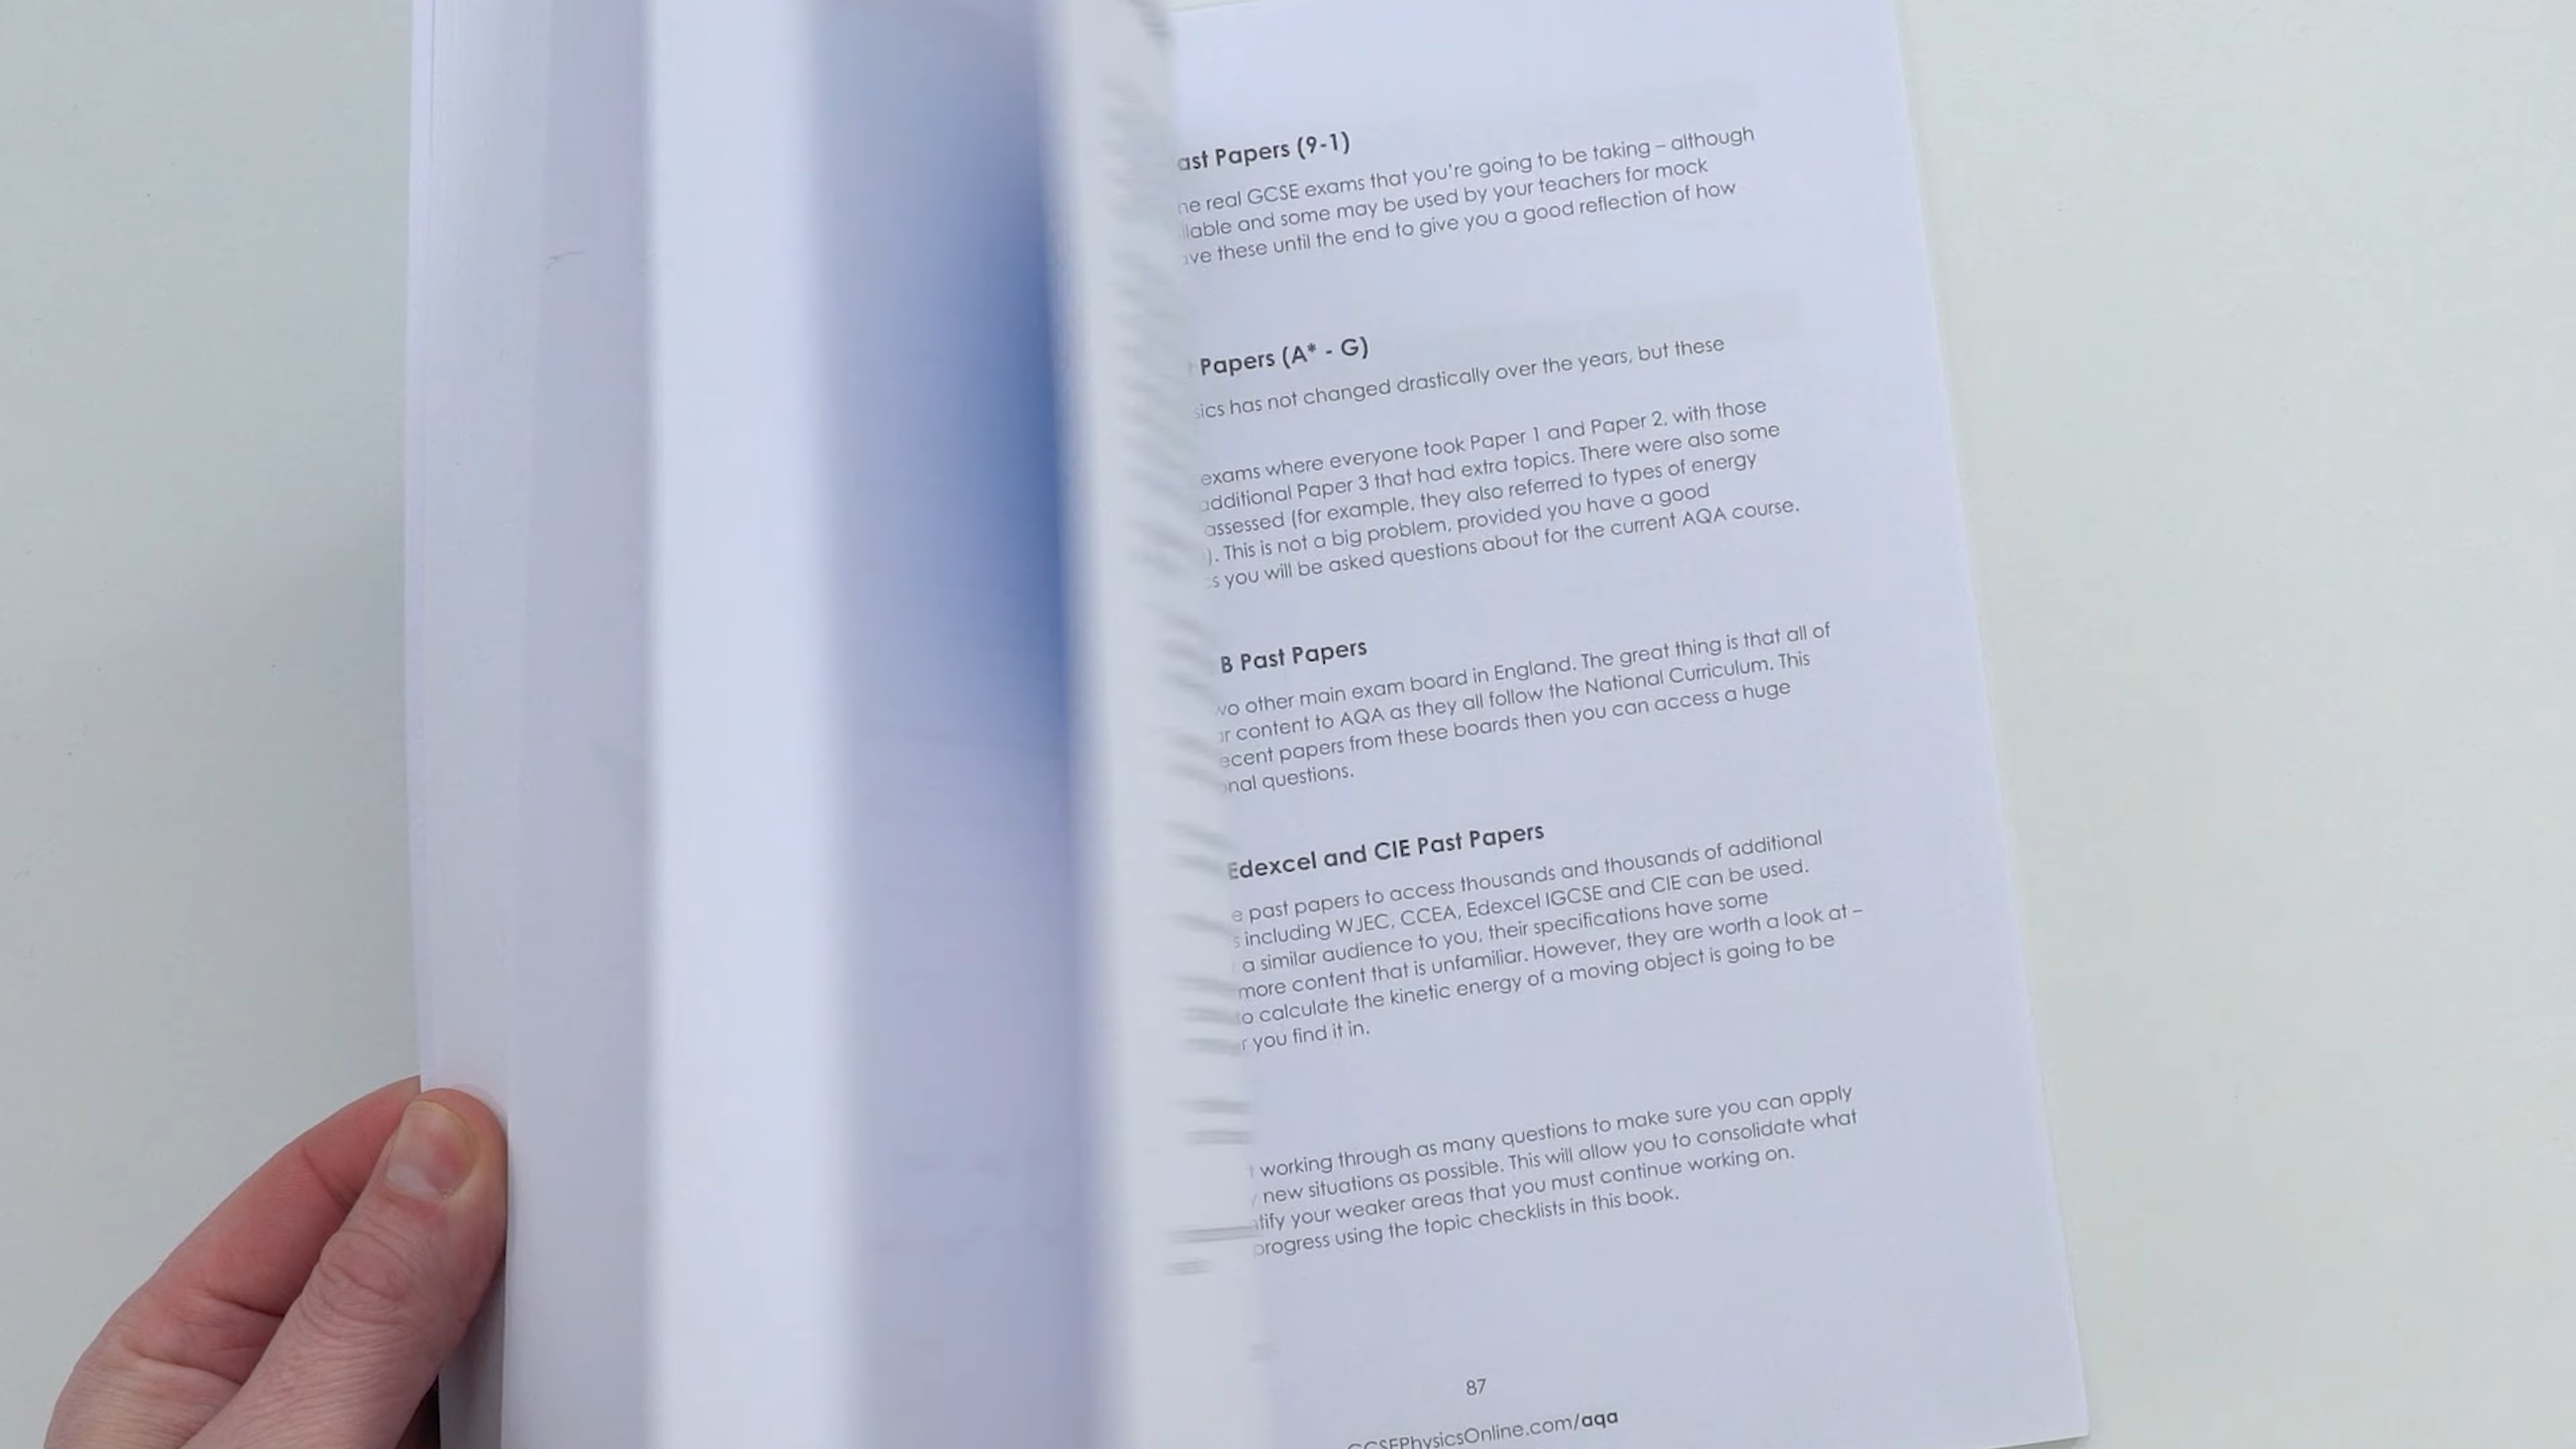 Papers (9-1)
real GCSE exams that you're going to be taking – although
and some may be used by your teachers for mock
these until the end to give you a good reflection of how
Papers (A* - G)
has not changed drastically over the years, but these
exams where everyone took Paper 1 and Paper 2, with those
additional Paper 3 that had extra topics. There were also some
assessed (for example, they also referred to types of energy
). This is not a big problem, provided you have a good
you will be asked questions about for the current AQA course.
B Past Papers
other main exam board in England. The great thing is that all of
content to AQA as they all follow the National Curriculum. This
papers from these boards then you can access a huge
questions.
Edexcel and CIE Past Papers
past papers to access thousands and thousands of additional
including WJEC, CCEA, Edexcel IGCSE and CIE can be used.
a similar audience to you, their specifications have some
more content that is unfamiliar. However, they are worth a look at –
calculate the kinetic energy of a moving object is going to be
you find it in.
working through as many questions to make sure you can apply
new situations as possible. This will allow you to consolidate what
your weaker areas that you must continue working on.
progress using the topic checklists in this book.
87
GCSEPhysicsOnline.com/aqa